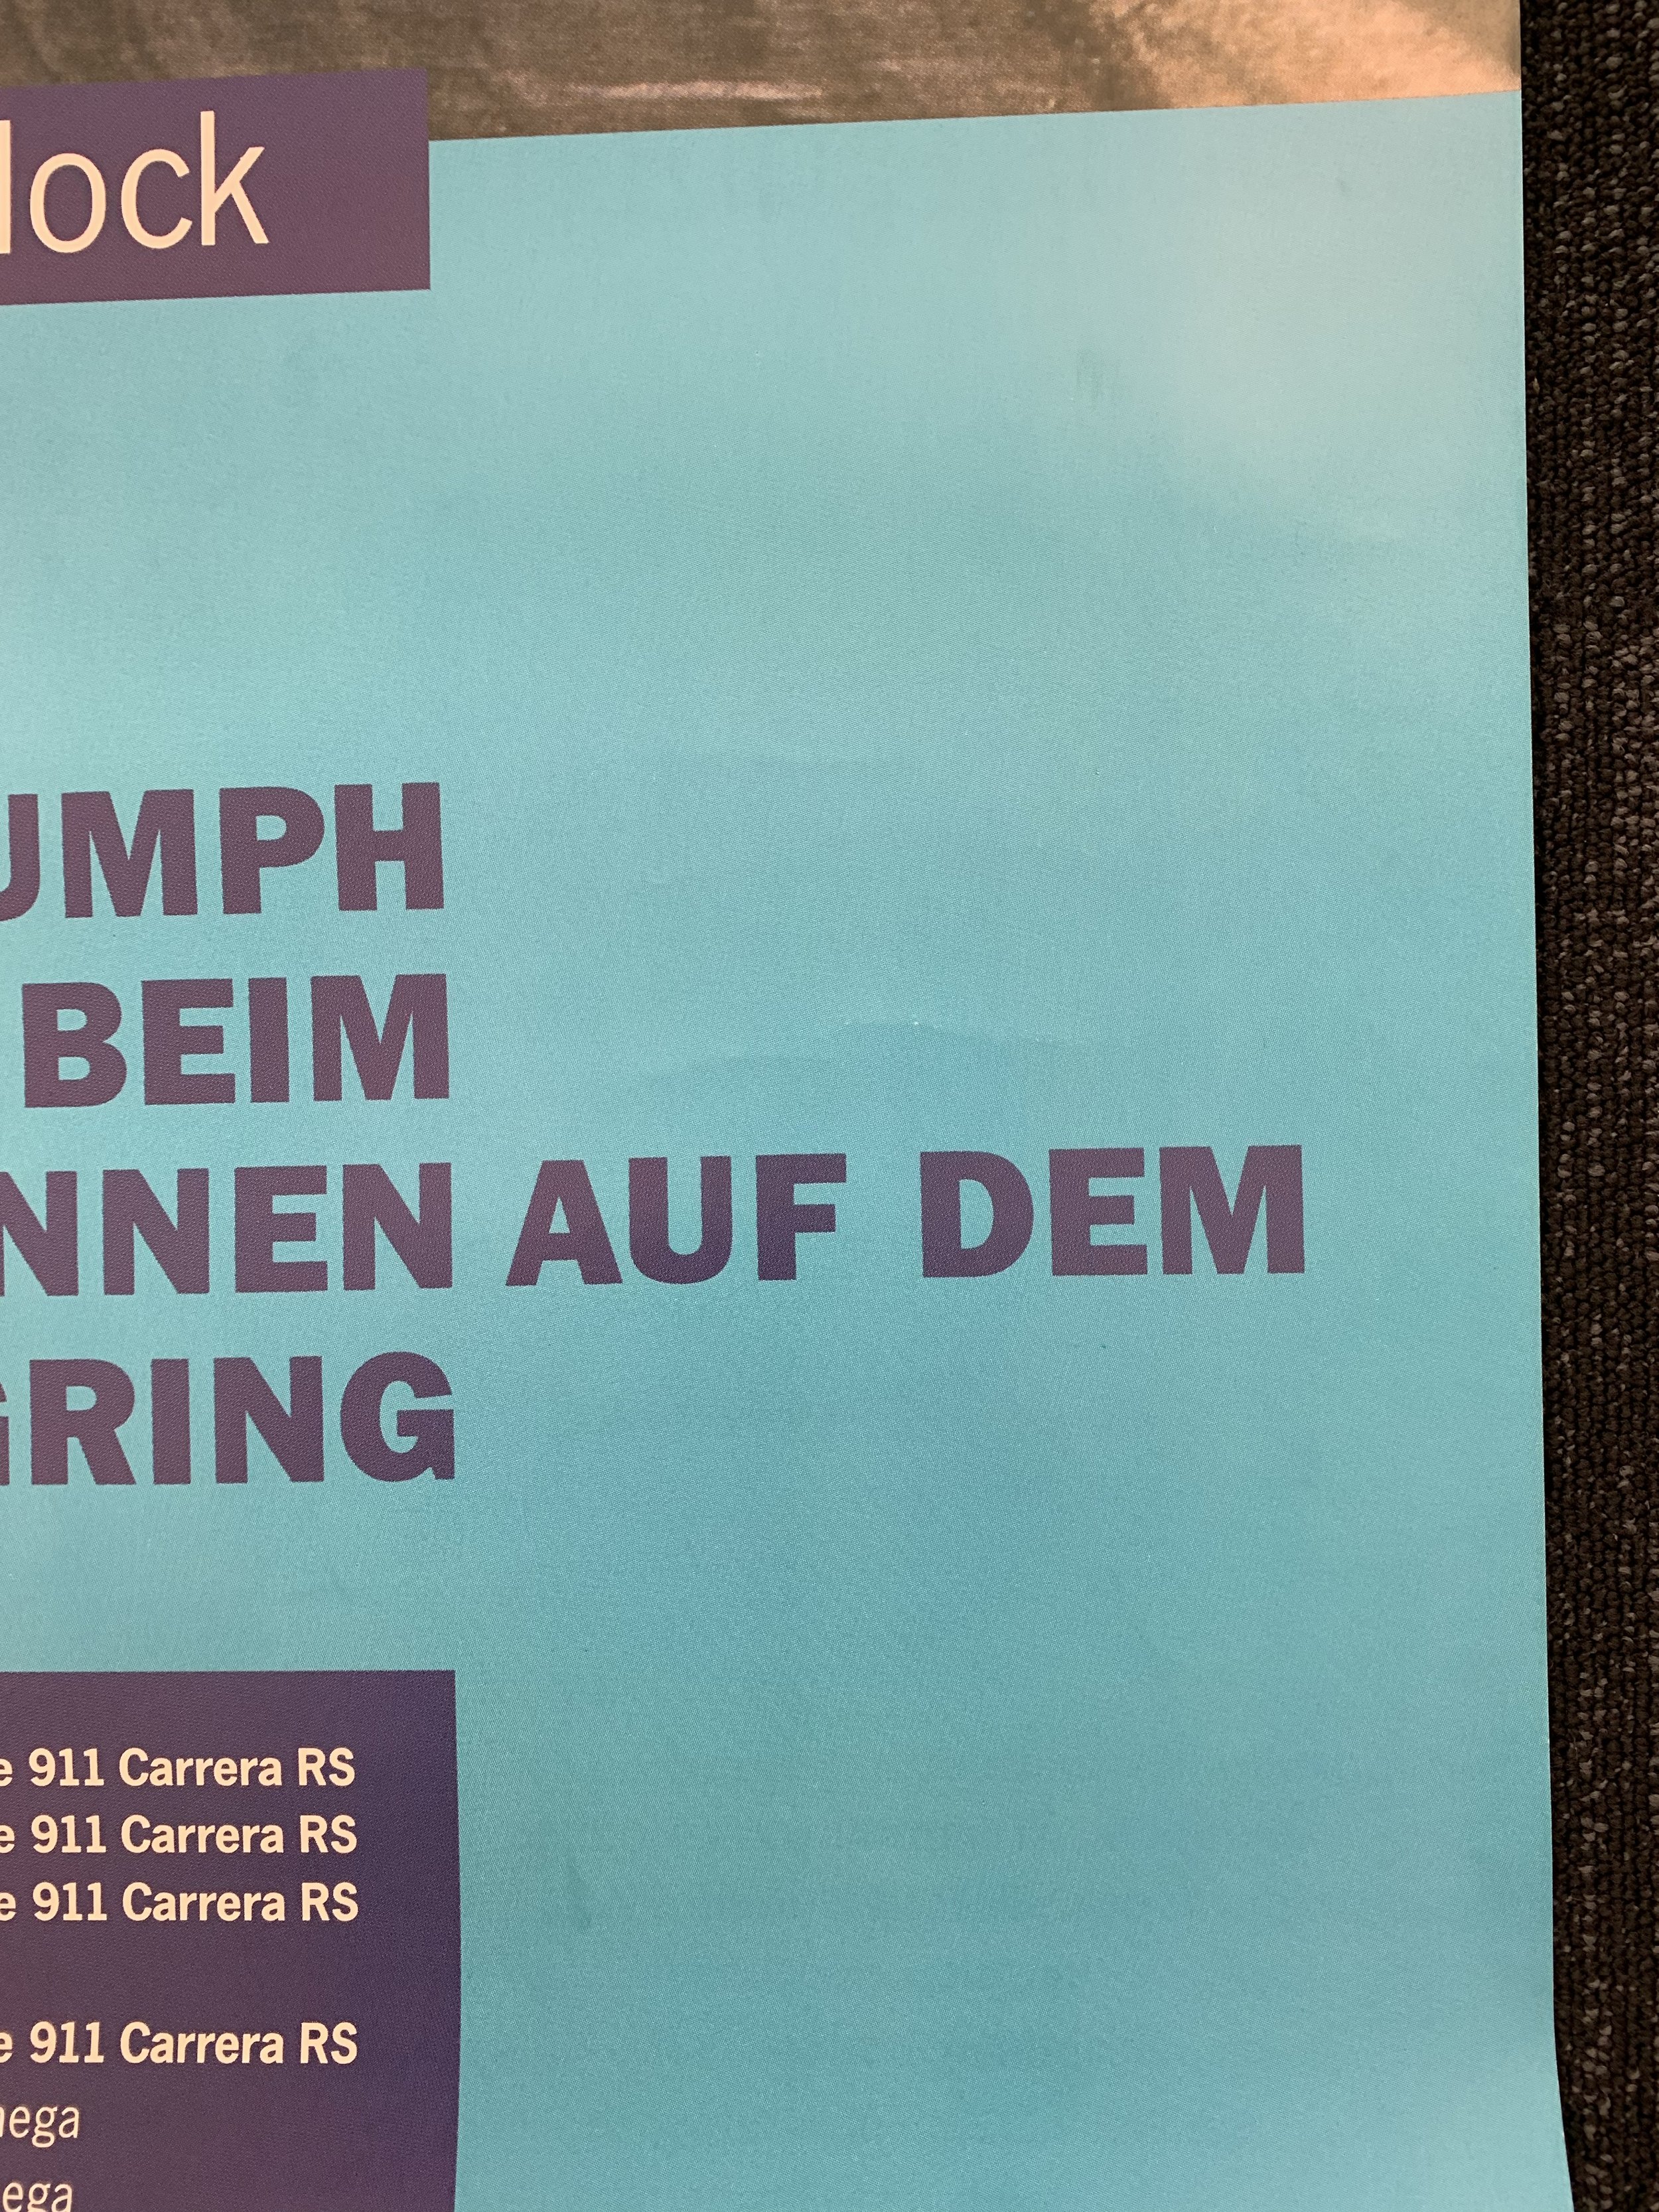 lock
UMPH
BEIM
NNEN AUF DEM
GRING
e 911 Carrera RS
e 911 Carrera RS
e 911 Carrera RS
e 911 Carrera RS
nega
ega